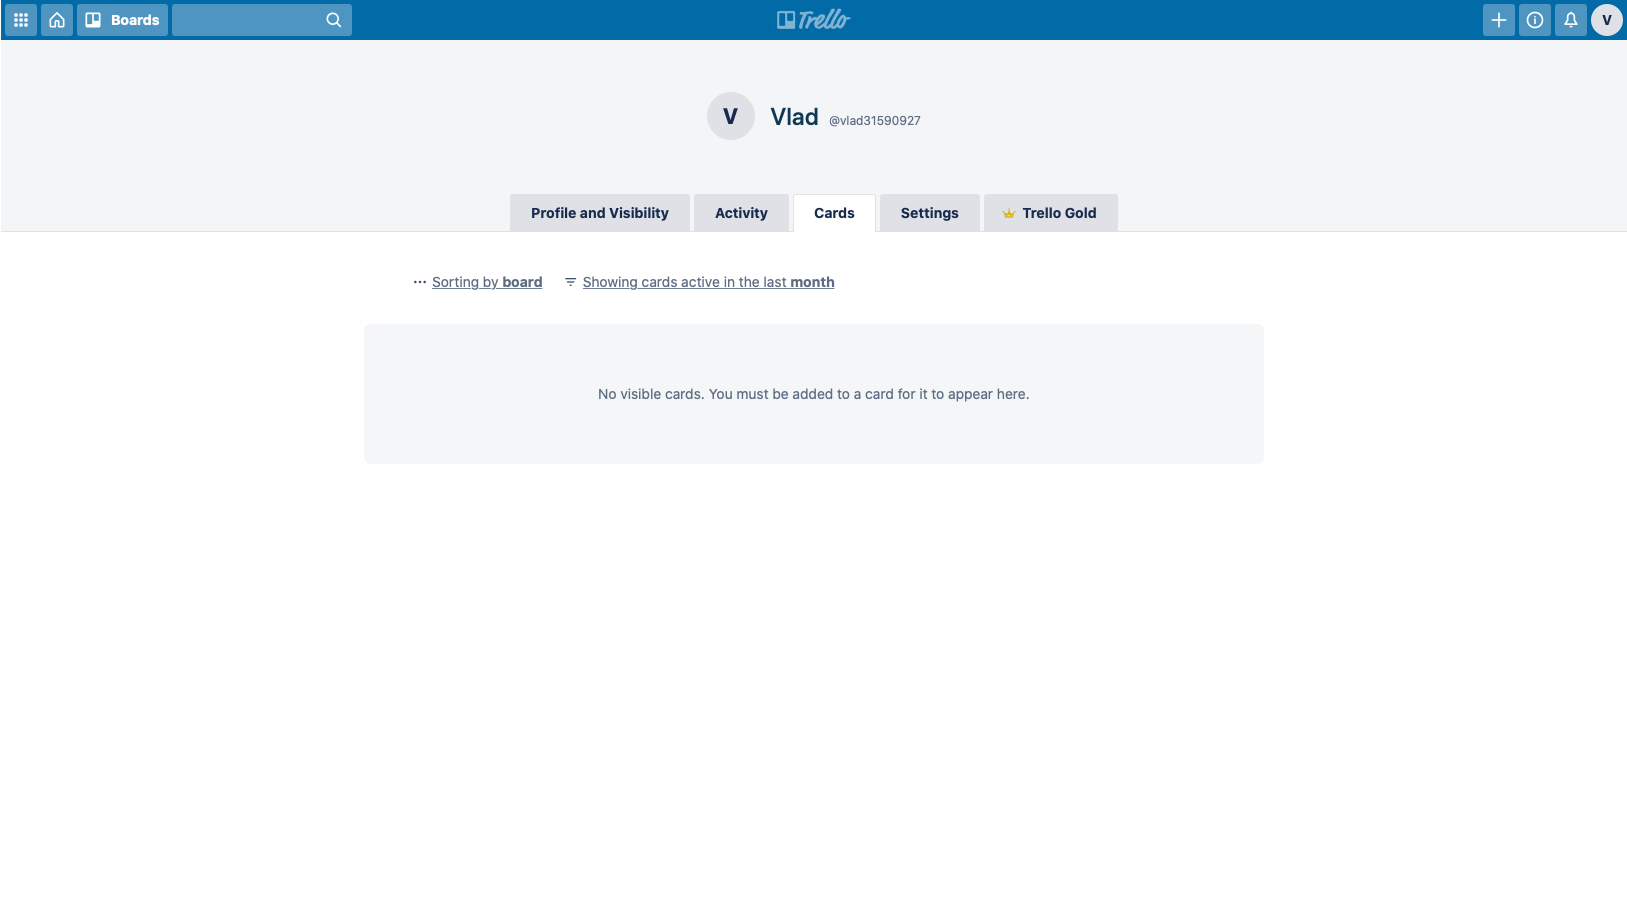 Boards
Trello
V
V
Vlad @vlad31590927
Profile and Visibility
Activity
Cards
Settings
Trello Gold
Sorting by board
Showing cards active in the last month
No visible cards. You must be added to a card for it to appear here.